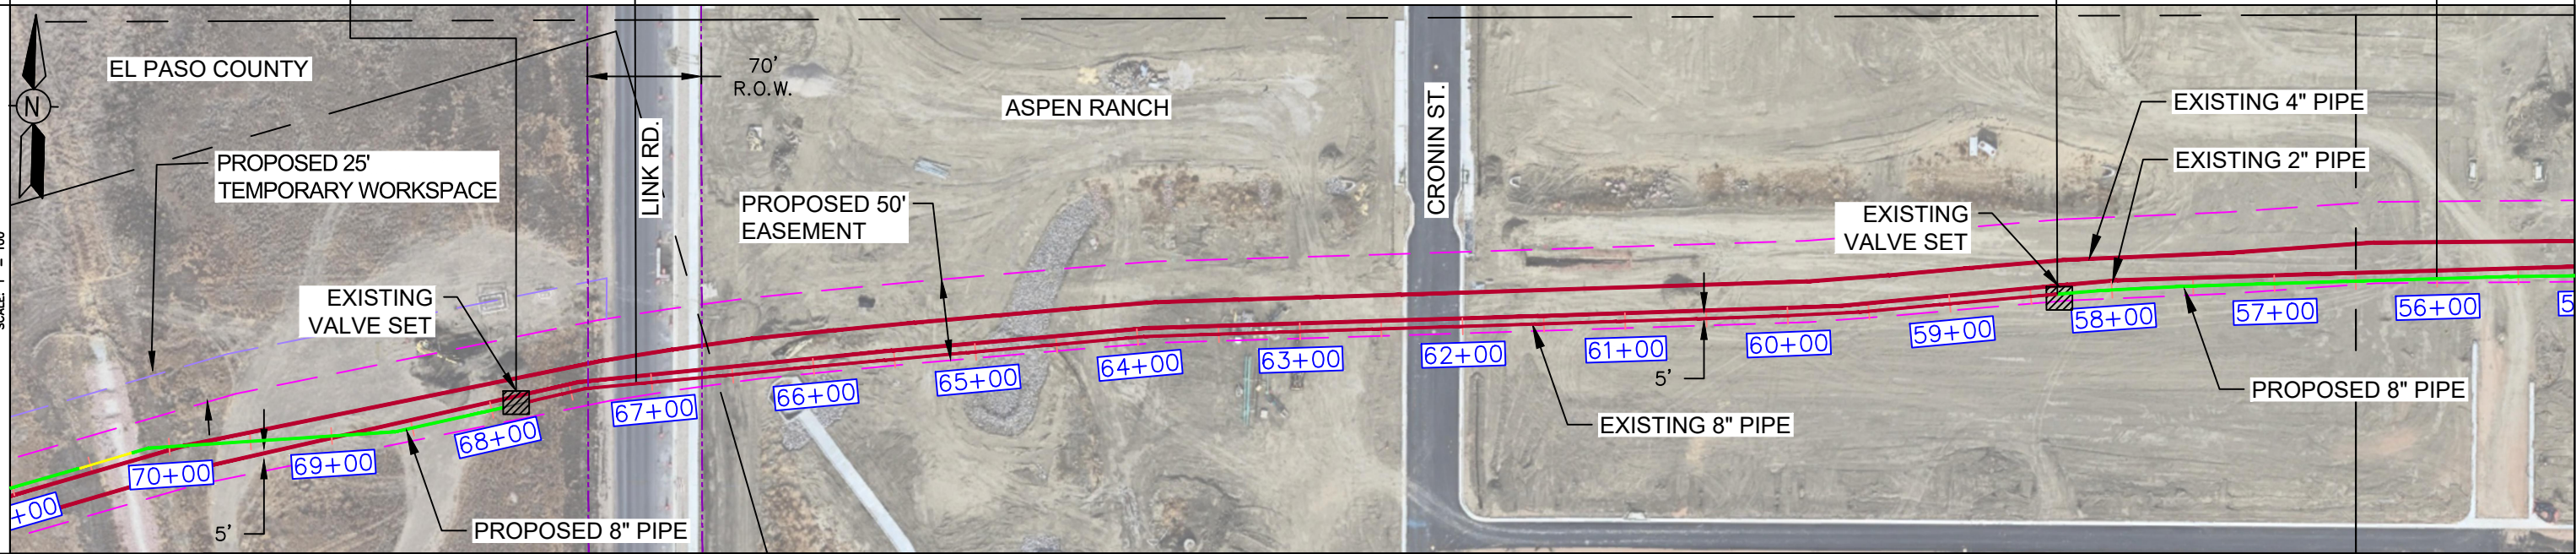 EL PASO COUNTY
N
70'
R.O.W.
ASPEN RANCH
LINK RD.
CRONIN ST.
EXISTING 4" PIPE
EXISTING 2" PIPE
PROPOSED 25'
TEMPORARY WORKSPACE
PROPOSED 50'
EASEMENT
EXISTING
VALVE SET
EXISTING
VALVE SET
+00
70+00
69+00
68+00
67+00
66+00
65+00
64+00
63+00
62+00
61+00
60+00
59+00
58+00
57+00
56+00
5
5'
5'
PROPOSED 8" PIPE
EXISTING 8" PIPE
PROPOSED 8" PIPE